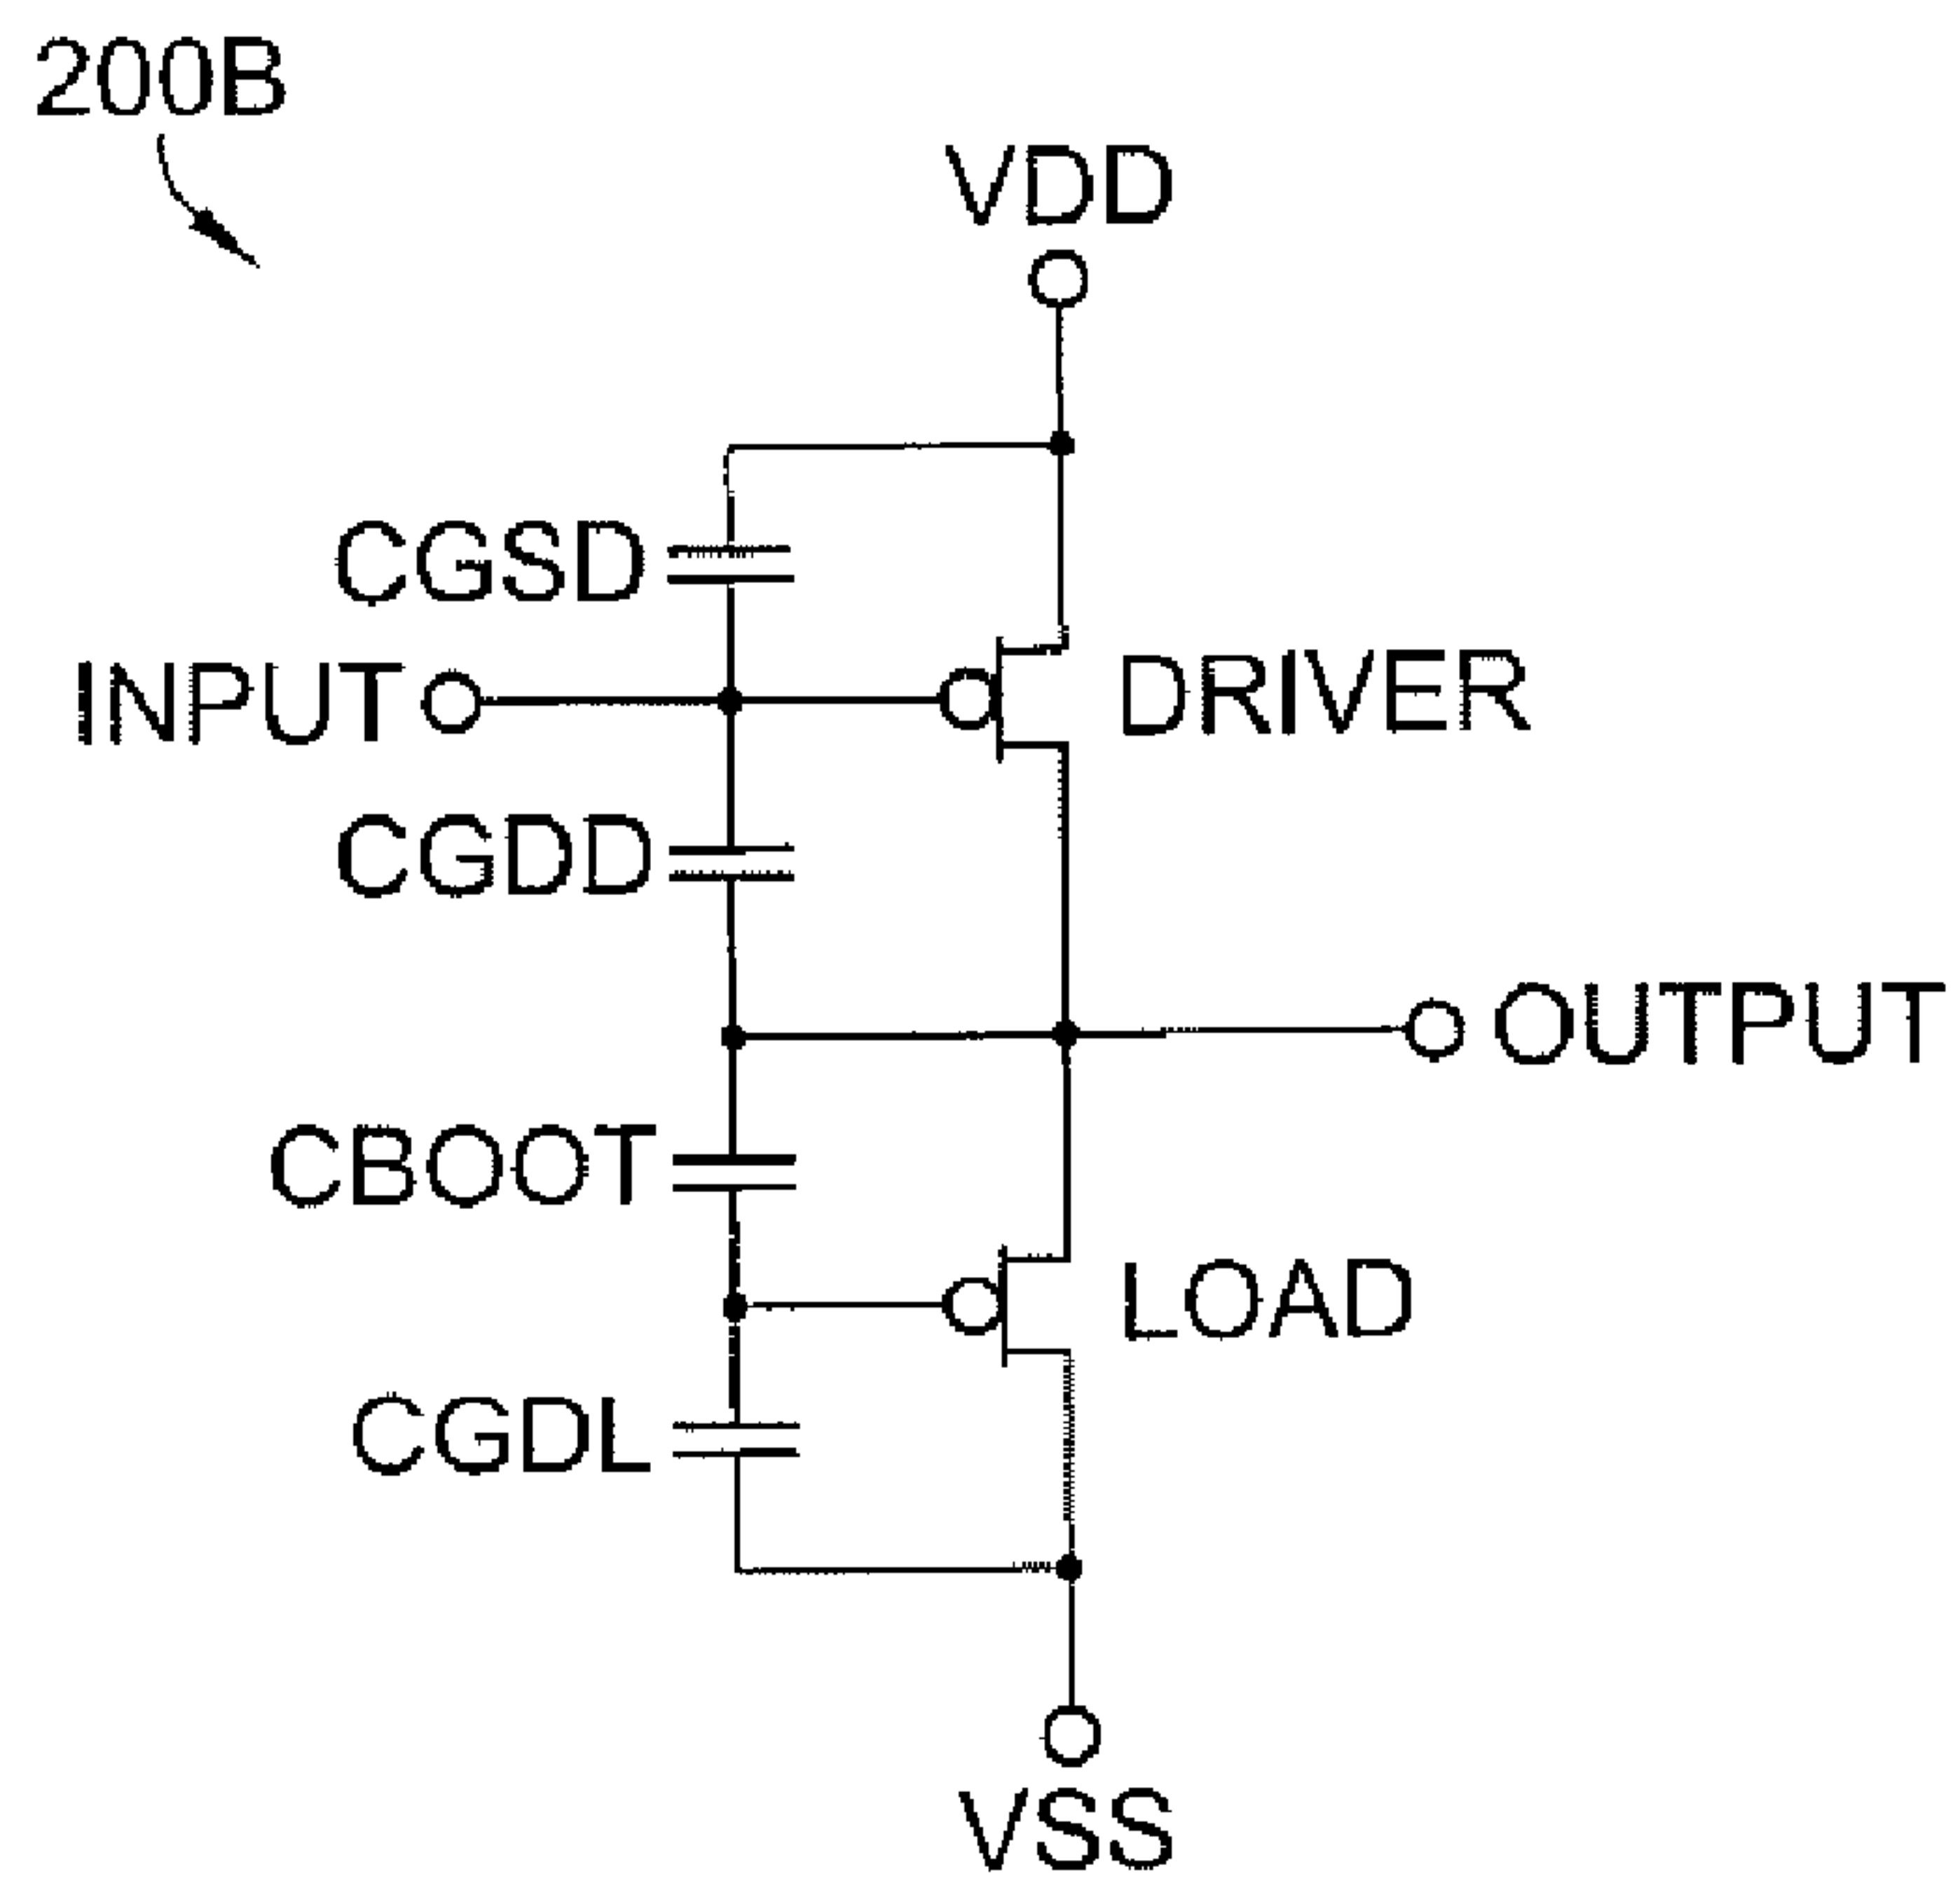 200B
VDD
CGSD
INPUT
DRIVER
CGDD
OUTPUT
CBOOT
LOAD
CGDL
VSS